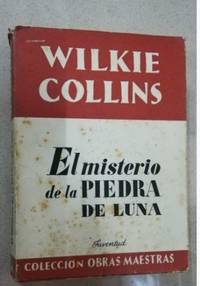 WILKIE
COLLINS
El misterio
de la PIEDRA
DE LUNA
Juventud
COLECCIÓN OBRAS MAESTRAS